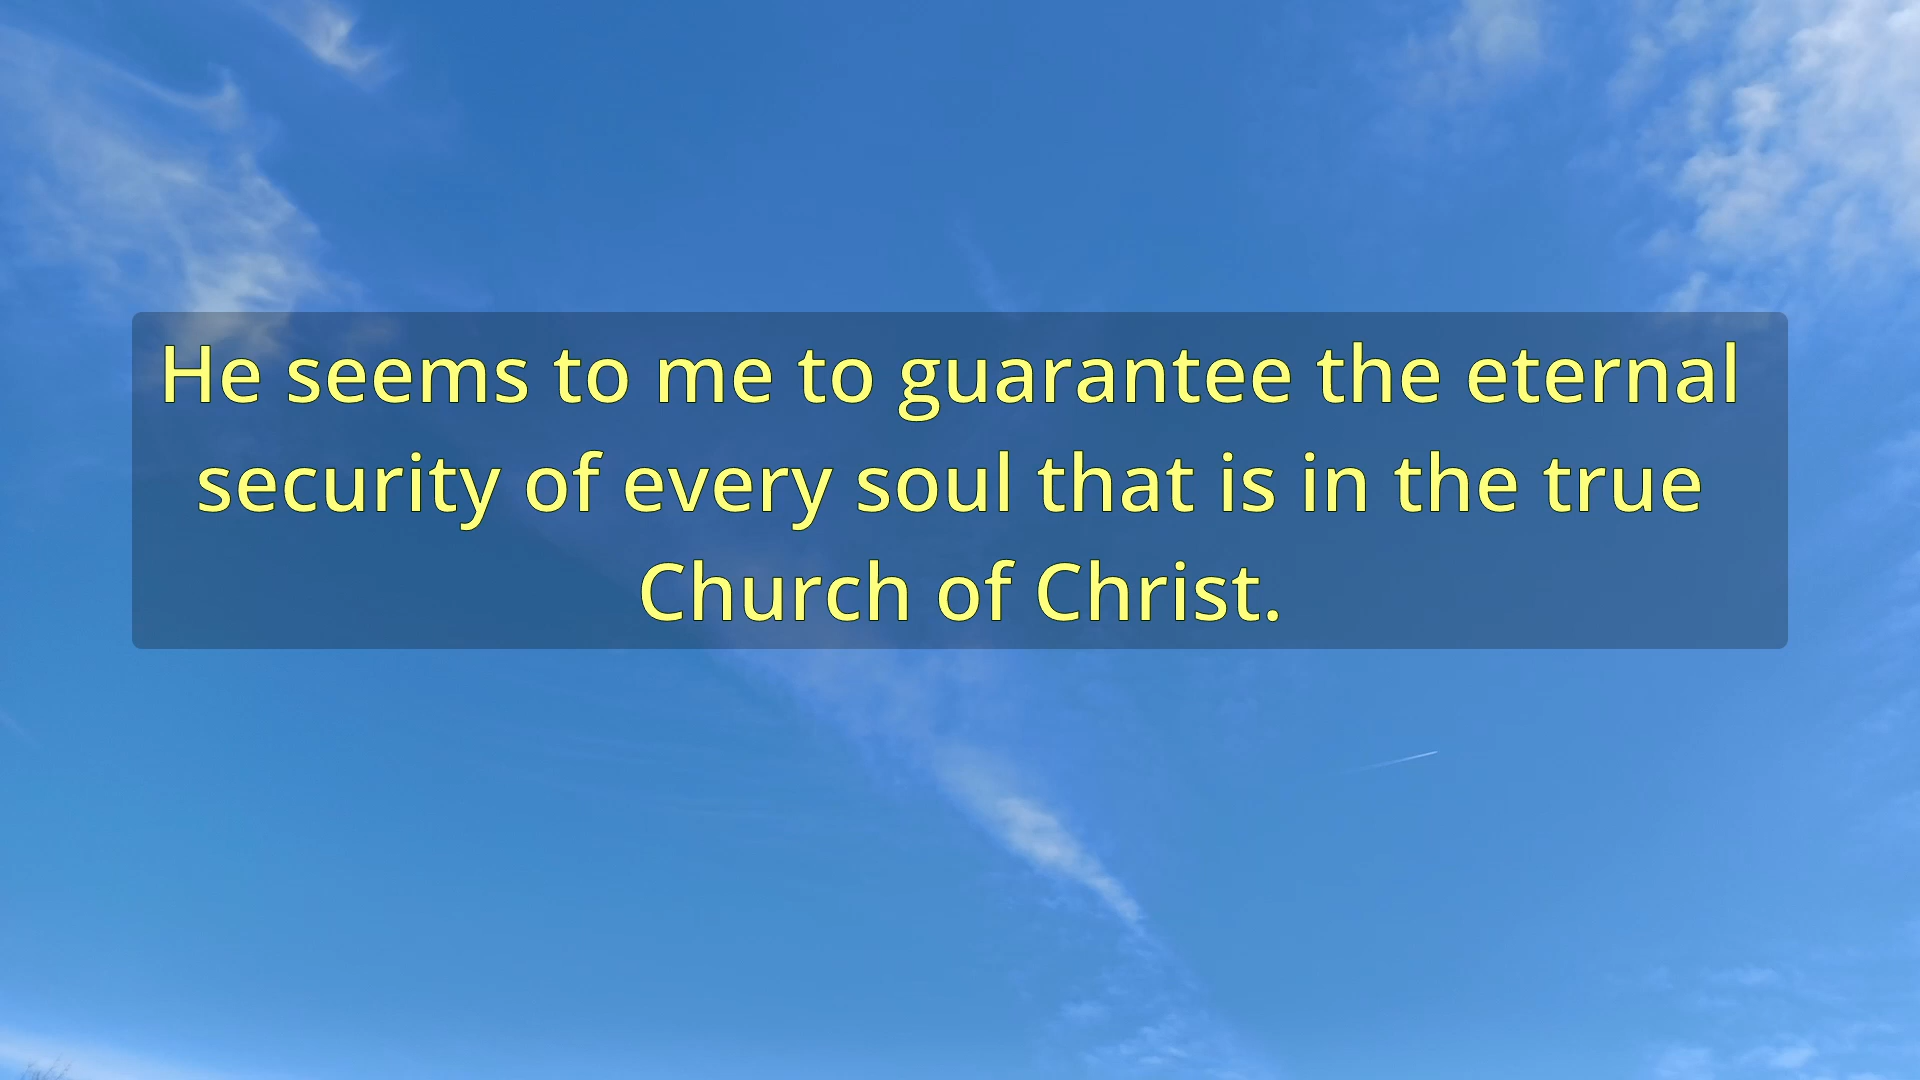 He seems to me to guarantee the eternal
security of every soul that is in the true
Church of Christ.